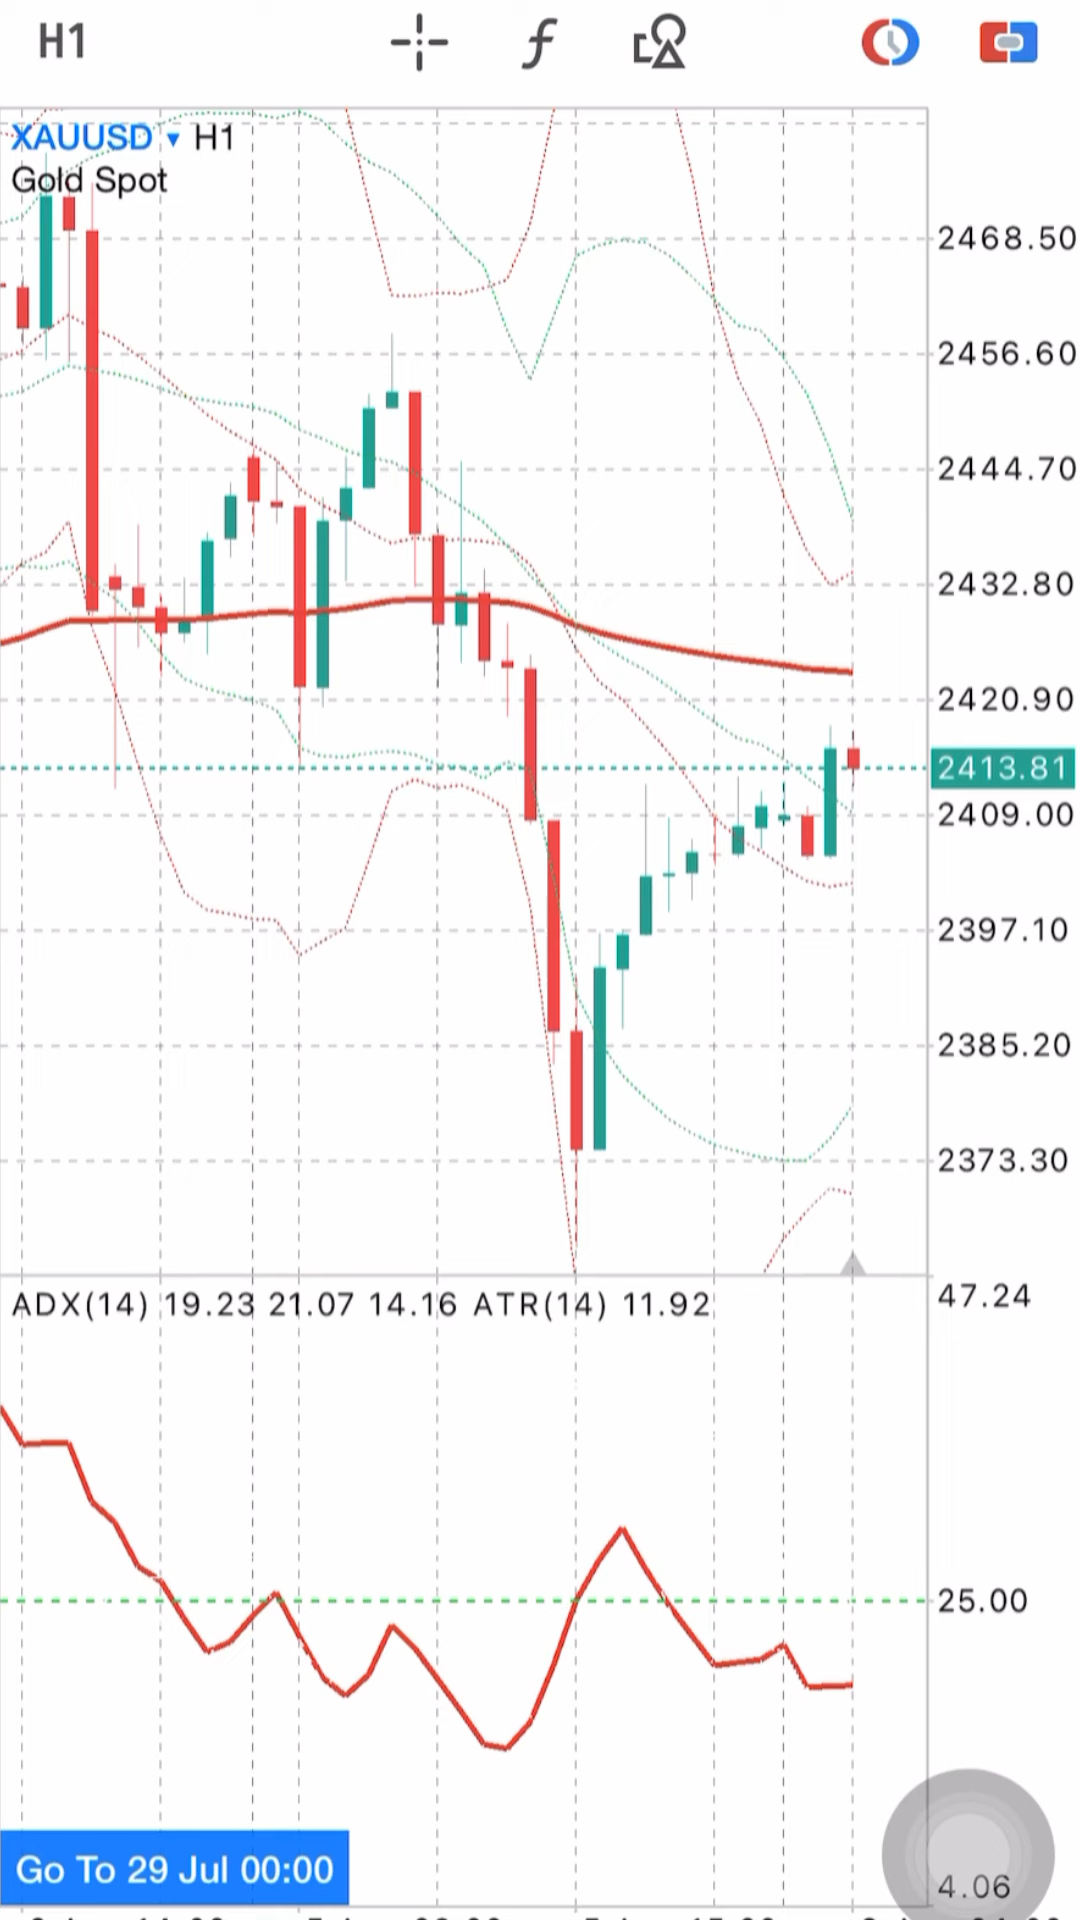 H1
XAUUSD ▾ H1
Gold Spot
2468.50
2456.60
2444.70
2432.80
2420.90
2413.81
2409.00
2397.10
2385.20
2373.30
ADX(14) 19.23 21.07 14.16 ATR(14) 11.92
47.24
25.00
Go To 29 Jul 00:00
4.06